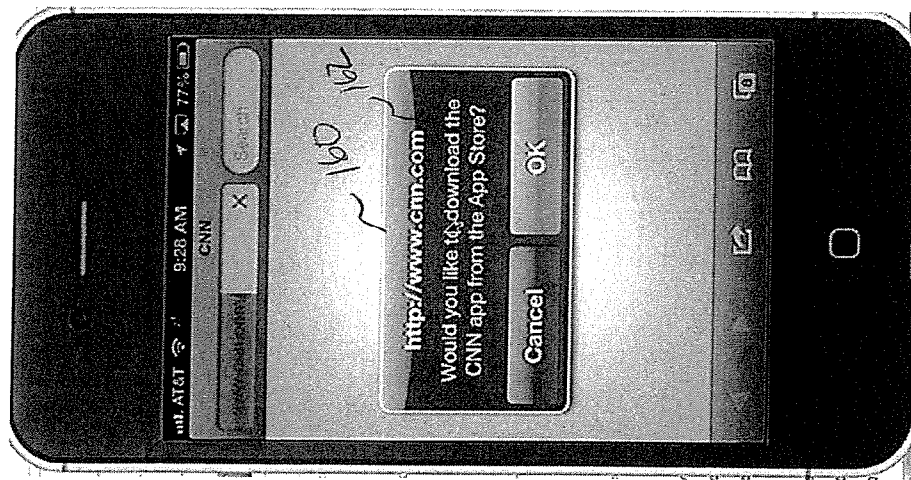 AT&T 9:28 AM 77%
CNN
Search
160
162
http://www.cnn.com
Would you like to download the
CNN app from the App Store?
Cancel OK
8